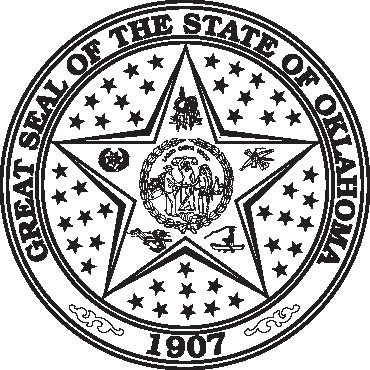 GREAT SEAL OF THE STATE OF OKLAHOMA
1907